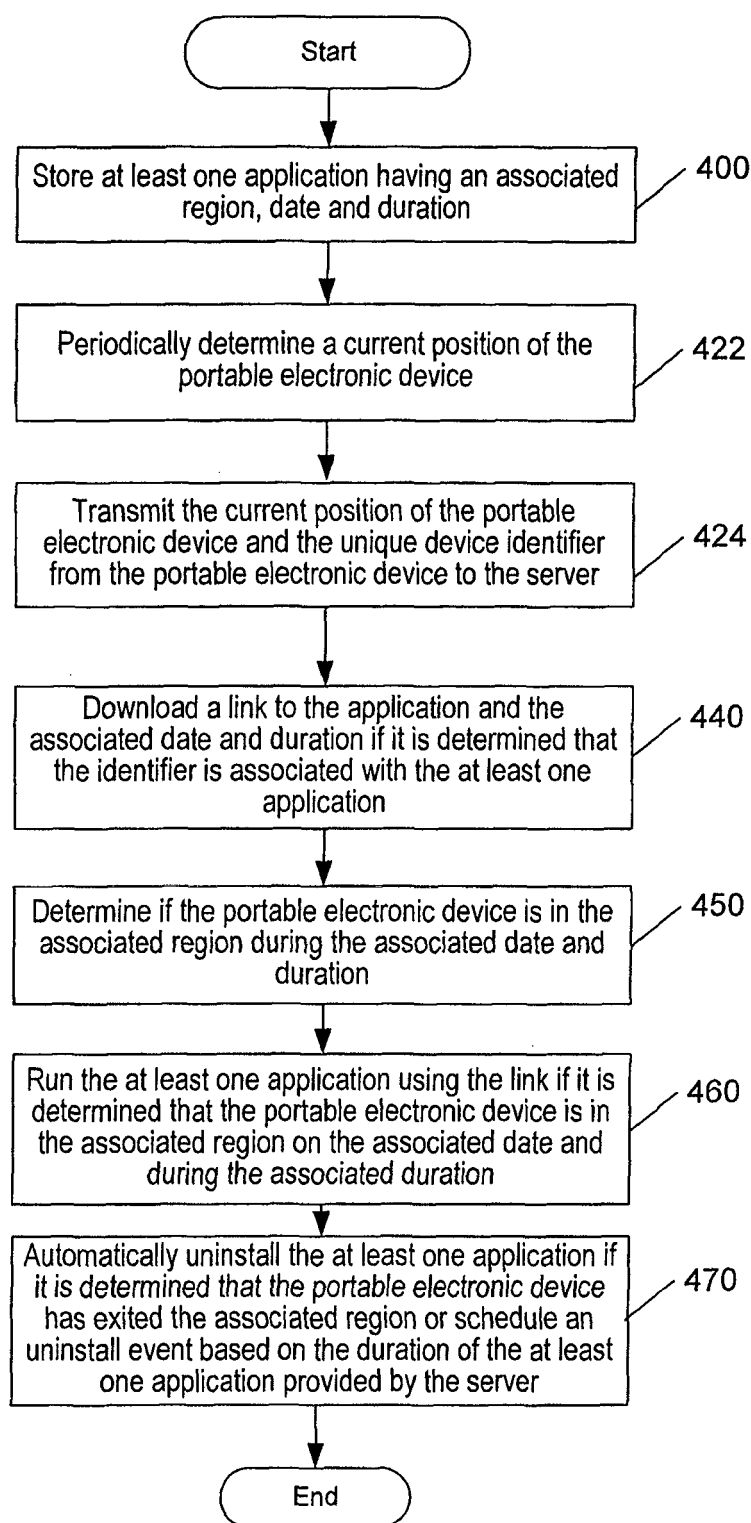 Start
Store at least one application having an associated
region, date and duration
400
Periodically determine a current position of the
portable electronic device
422
Transmit the current position of the portable
electronic device and the unique device identifier
from the portable electronic device to the server
424
Download a link to the application and the
associated date and duration if it is determined that
the identifier is associated with the at least one
application
440
Determine if the portable electronic device is in the
associated region during the associated date and
duration
450
Run the at least one application using the link if it is
determined that the portable electronic device is in
the associated region on the associated date and
during the associated duration
460
Automatically uninstall the at least one application if
it is determined that the portable electronic device
has exited the associated region or schedule an
uninstall event based on the duration of the at least
one application provided by the server
470
End